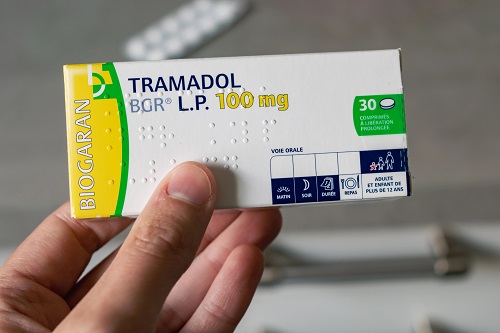 BIOGARAN
TRAMADOL
BGR® L.P. 100 mg
30
COMPRIMÉS
À LIBÉRATION
PROLONGÉE
VOIE ORALE
MATIN
SOIR
DURÉE
REPAS
ADULTE
ET ENFANT DE
PLUS DE 12 ANS